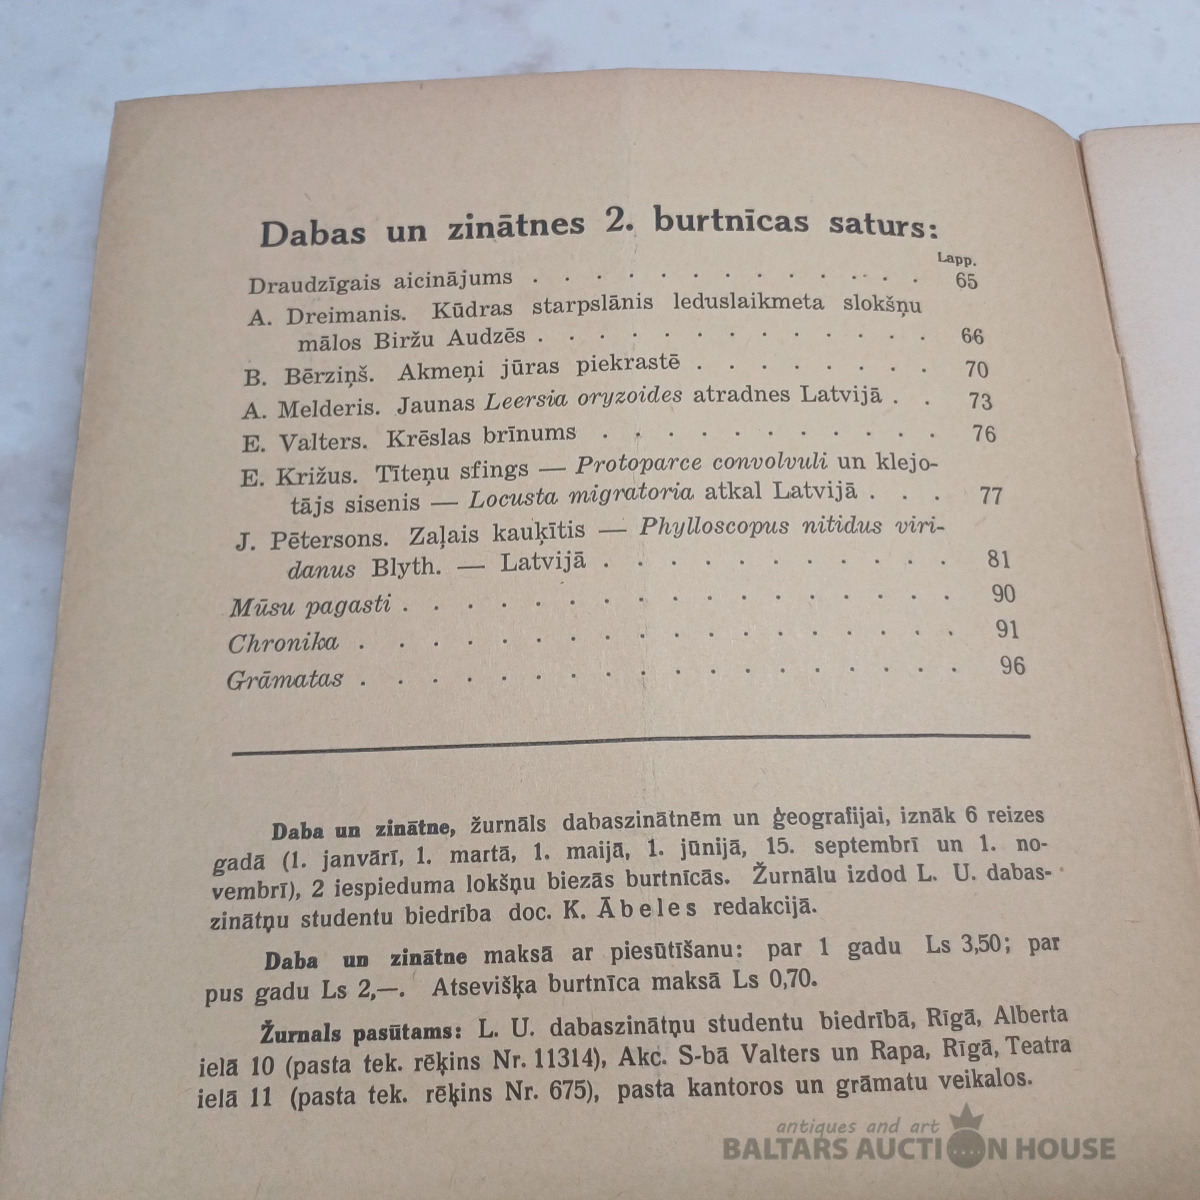 Dabas un zinātnes 2. burtnīcas saturs:
Lapp.
Draudzīgais aicinājums . . . . . . . . . . . . 65
A. Dreimanis. Kūdras starpslānis leduslaikmeta slokšņu
mālos Biržu Audzēs . . . . . . . . . . . . 66
B. Bērziņš. Akmeņi jūras piekrastē . . . . . . . . 70
A. Melderis. Jaunas Leersia oryzoides atradnes Latvijā . . 73
E. Valters. Krēslas brīnums . . . . . . . . . . 76
E. Križus. Tīteņu sfings — Protoparce convolvuli un klejo-
tājs sisenis — Locusta migratoria atkal Latvijā . . . 77
J. Pētersons. Zaļais kauķītis — Phylloscopus nitidus viri-
danus Blyth. — Latvijā . . . . . . . . . . . 81
Mūsu pagasti . . . . . . . . . . . . . . . . . 90
Chronika . . . . . . . . . . . . . . . . . . 91
Grāmatas . . . . . . . . . . . . . . . . . . 96
Daba un zinātne, žurnāls dabaszinātnēm un ģeografijai, iznāk 6 reizes
gadā (1. janvārī, 1. martā, 1. maijā, 1. jūnijā, 15. septembrī un 1. no-
vembrī), 2 iespieduma lokšņu biezās burtnīcās. Žurnālu izdod L. U. dabas-
zinātņu studentu biedrība doc. K. Ābeles redakcijā.
Daba un zinātne maksā ar piesūtīšanu: par 1 gadu Ls 3,50; par
pus gadu Ls 2,—. Atsevišķa burtnīca maksā Ls 0,70.
Žurnals pasūtams: L. U. dabaszinātņu studentu biedrībā, Rīgā, Alberta
ielā 10 (pasta tek. rēķins Nr. 11314), Akc. S-bā Valters un Rapa, Rīgā, Teatra
ielā 11 (pasta tek. rēķins Nr. 675), pasta kantoros un grāmatu veikalos.
antiques and art
BALTARS AUCTION HOUSE